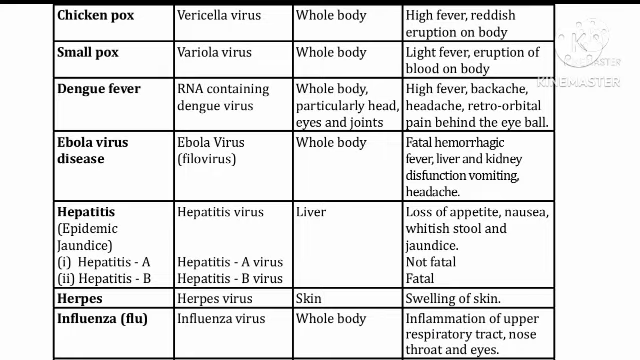 Chicken pox Vericella virus Whole body High fever, reddish
eruption on body
Small pox Variola virus Whole body Light fever, eruption of
blood on body
Dengue fever RNA containing Whole body, High fever, backache,
dengue virus particularly head, headache, retro-orbital
eyes and joints pain behind the eye ball.
Ebola virus Ebola Virus Whole body Fatal hemorrhagic
disease (filovirus) fever, liver and kidney
disfunction vomiting,
headache.
Hepatitis Hepatitis virus Liver Loss of appetite, nausea,
(Epidemic whitish stool and
Jaundice) jaundice.
(i) Hepatitis - A Hepatitis - A virus Not fatal
(ii) Hepatitis - B Hepatitis - B virus Fatal
Herpes Herpes virus Skin Swelling of skin.
Influenza (flu) Influenza virus Whole body Inflammation of upper
respiratory tract, nose
throat and eyes.
K
KINEMASTER